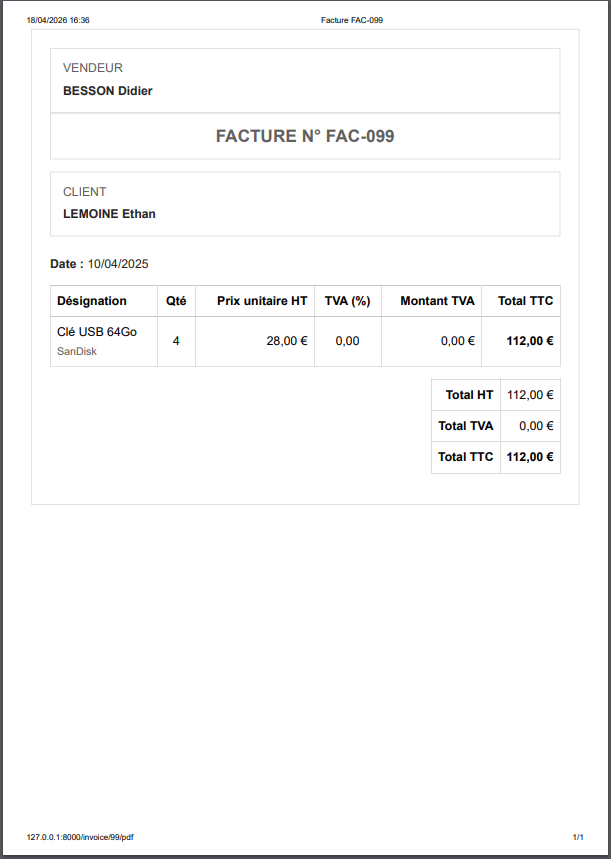 18/04/2026 16:36 Facture FAC-099
VENDEUR
BESSON Didier
FACTURE N° FAC-099
CLIENT
LEMOINE Ethan
Date : 10/04/2025
Désignation Qté Prix unitaire HT TVA (%) Montant TVA Total TTC
Clé USB 64Go
SanDisk
4 28,00 € 0,00 0,00 € 112,00 €
Total HT 112,00 €
Total TVA 0,00 €
Total TTC 112,00 €
127.0.0.1:8000/invoice/99/pdf 1/1